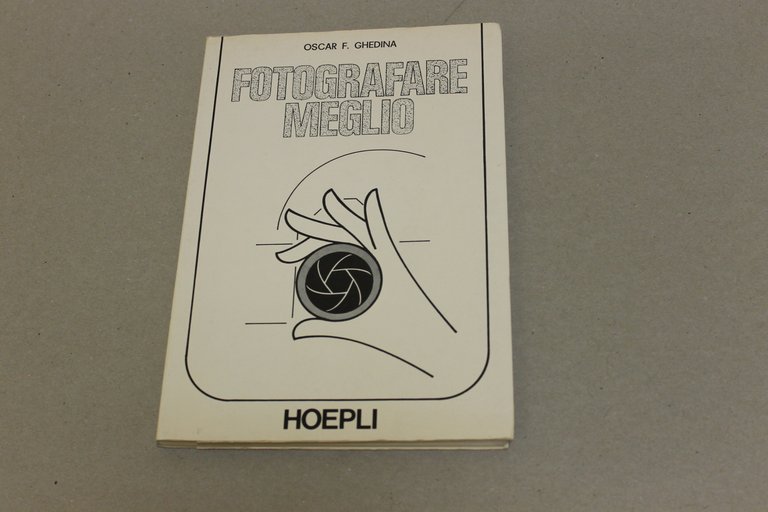 OSCAR F. GHEDINA
FOTOGRAFARE
MEGLIO
HOEPLI